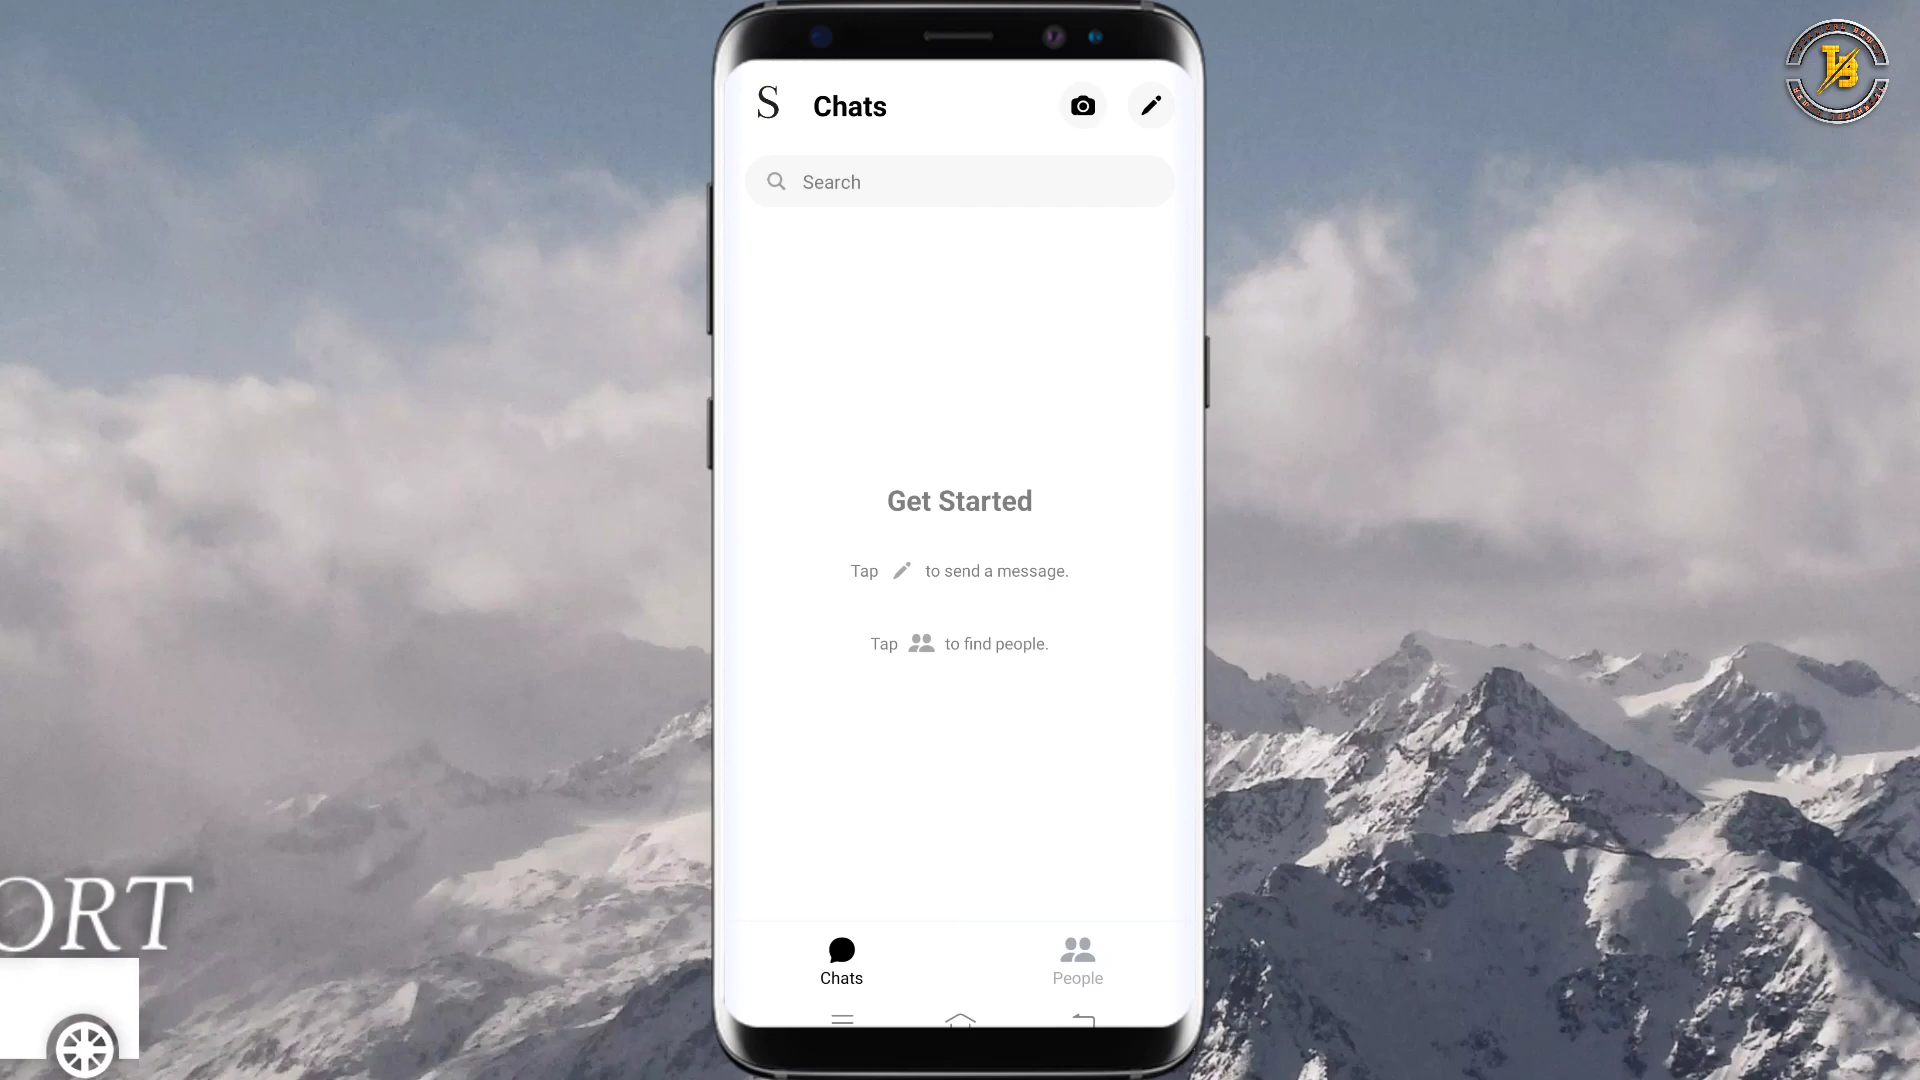 S Chats
Search
Get Started
Tap to send a message.
Tap to find people.
Chats People
ORT